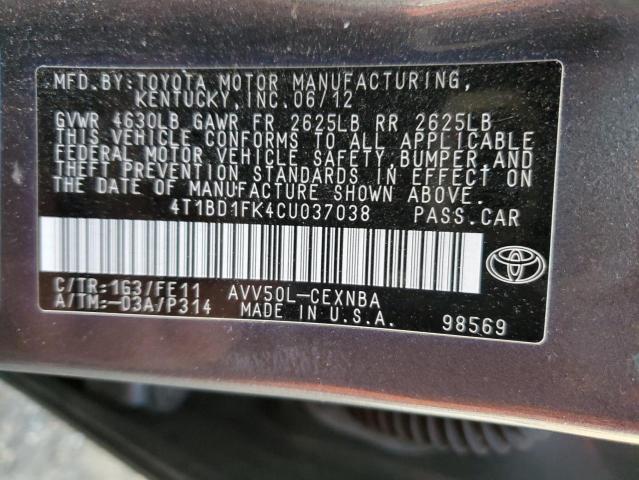 MFD.BY:TOYOTA MOTOR MANUFACTURING,
KENTUCKY, INC. 06/12
GVWR 4630LB GAWR FR 2625LB RR 2625LB
THIS VEHICLE CONFORMS TO ALL APPLICABLE
FEDERAL MOTOR VEHICLE SAFETY, BUMPER, AND
THEFT PREVENTION STANDARDS IN EFFECT ON
THE DATE OF MANUFACTURE SHOWN ABOVE.
4T1BD1FK4CU037038 PASS.CAR
C/TR:1G3/FE11 AVV50L-CEXNBA
A/TM:-03A/P314 MADE IN U.S.A. 98569